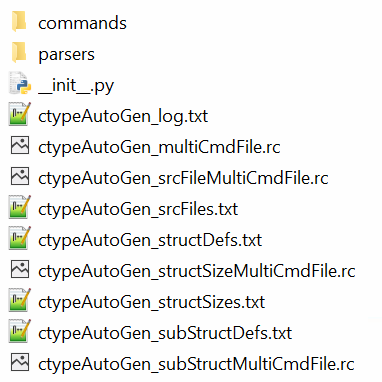 commands
parsers
__init__.py
ctypeAutoGen_log.txt
ctypeAutoGen_multiCmdFile.rc
ctypeAutoGen_srcFileMultiCmdFile.rc
ctypeAutoGen_srcFiles.txt
ctypeAutoGen_structDefs.txt
ctypeAutoGen_structSizeMultiCmdFile.rc
ctypeAutoGen_structSizes.txt
ctypeAutoGen_subStructDefs.txt
ctypeAutoGen_subStructMultiCmdFile.rc